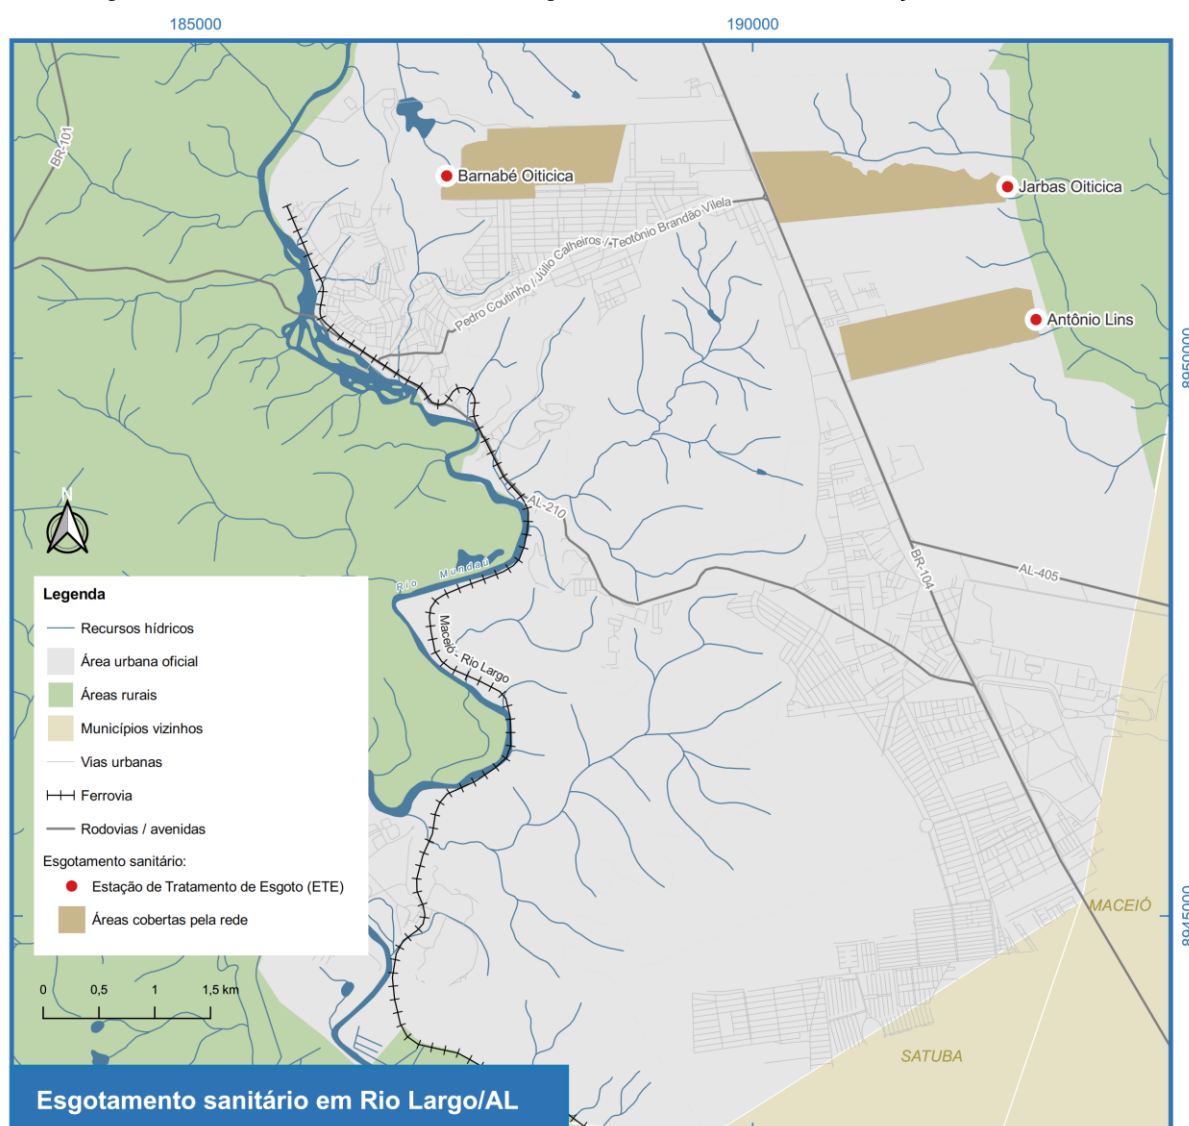 185000
190000
BR-101
Barnabé Oiticica
Jarbas Oiticica
Pedro Coutinho / Júlio Calheiros / Teotônio Brandão Vilela
Antônio Lins
8950000
N
AL-210
BR-104
AL-405
Rio Mundaú
Maceió - Rio Largo
Legenda
Recursos hídricos
Área urbana oficial
Áreas rurais
Municípios vizinhos
Vias urbanas
Ferrovia
Rodovias / avenidas
Esgotamento sanitário:
Estação de Tratamento de Esgoto (ETE)
Áreas cobertas pela rede
MACEIÓ
8945000
0 0,5 1 1,5 km
SATUBA
Esgotamento sanitário em Rio Largo/AL